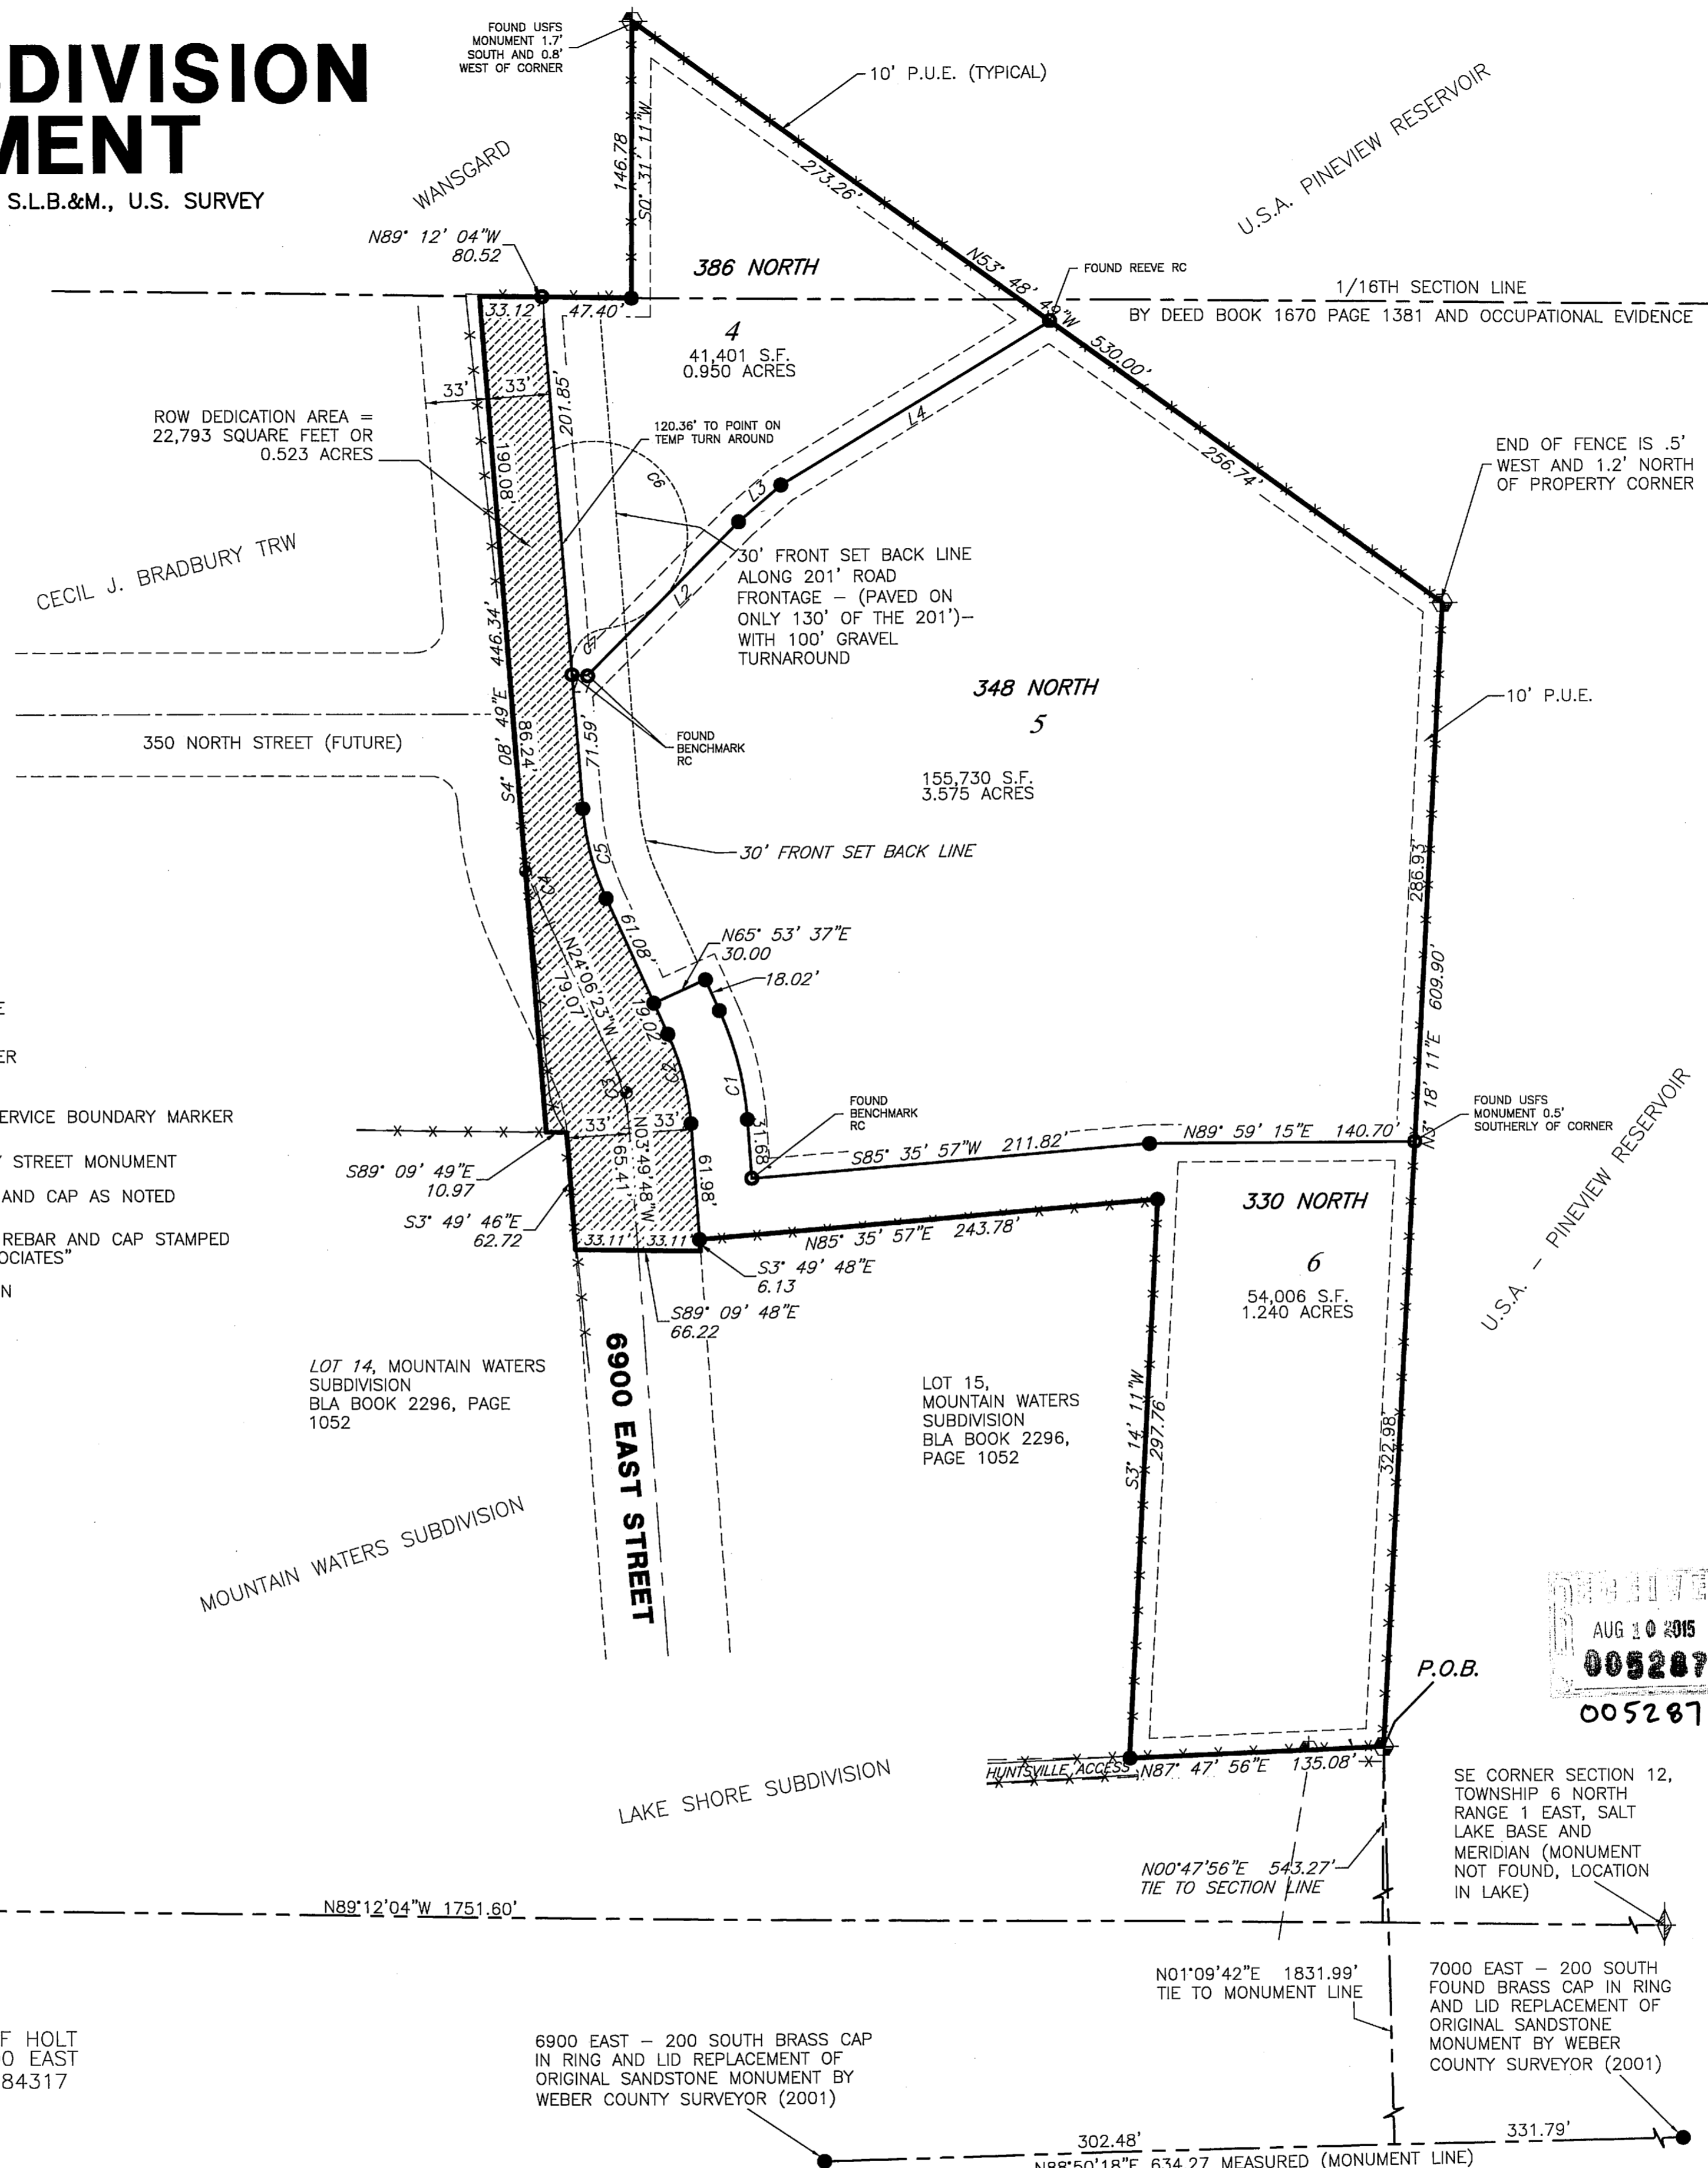 DIVISION
MENT
S.L.B.&M., U.S. SURVEY
FOUND USFS
MONUMENT 1.7'
SOUTH AND 0.8'
WEST OF CORNER
10' P.U.E. (TYPICAL)
U.S.A. PINEVIEW RESERVOIR
WANSGARD
146.78
S0° 31' 11"W
273.26'
N53° 48' 49"W
530.00'
256.74'
N89° 12' 04"W
80.52
33.12'
47.40'
386 NORTH
4
41,401 S.F.
0.950 ACRES
FOUND REEVE RC
1/16TH SECTION LINE
BY DEED BOOK 1670 PAGE 1381 AND OCCUPATIONAL EVIDENCE
33'
33'
ROW DEDICATION AREA =
22,793 SQUARE FEET OR
0.523 ACRES
201.85'
120.36' TO POINT ON
TEMP TURN AROUND
190.08'
C6
L4
L3
L2
END OF FENCE IS .5'
WEST AND 1.2' NORTH
OF PROPERTY CORNER
CECIL J. BRADBURY TRW
30' FRONT SET BACK LINE
ALONG 201' ROAD
FRONTAGE – (PAVED ON
ONLY 130' OF THE 201')–
WITH 100' GRAVEL
TURNAROUND
S4° 08' 49"E 446.34'
86.24'
71.59'
348 NORTH
5
155,730 S.F.
3.575 ACRES
10' P.U.E.
350 NORTH STREET (FUTURE)
FOUND
BENCHMARK
RC
30' FRONT SET BACK LINE
C5
C4
61.08'
N65° 53' 37"E
30.00
18.02'
N24°06'23"W
79.07'
19.02'
C3
C2
C1
286.93'
N3° 18' 11"E 609.90'
ER
SERVICE BOUNDARY MARKER
STREET MONUMENT
AND CAP AS NOTED
REBAR AND CAP STAMPED
OCIATES"
N
FOUND
BENCHMARK
RC
FOUND USFS
MONUMENT 0.5'
SOUTHERLY OF CORNER
33'
33'
N03°49'48"W
65.41'
61.98'
31.68
S85° 35' 57"W 211.82'
N89° 59' 15"E 140.70'
S89° 09' 49"E
10.97
S3° 49' 46"E
62.72
33.11'
33.11'
N85° 35' 57"E 243.78'
S3° 49' 48"E
6.13
S89° 09' 48"E
66.22
330 NORTH
6
54,006 S.F.
1.240 ACRES
U.S.A. – PINEVIEW RESERVOIR
LOT 14, MOUNTAIN WATERS
SUBDIVISION
BLA BOOK 2296, PAGE
1052
6900 EAST STREET
LOT 15,
MOUNTAIN WATERS
SUBDIVISION
BLA BOOK 2296,
PAGE 1052
S3° 14' 11"W
297.76
322.98'
MOUNTAIN WATERS SUBDIVISION
AUG 10 2015
005287
005287
P.O.B.
HUNTSVILLE ACCESS
N87° 47' 56"E 135.08'
LAKE SHORE SUBDIVISION
SE CORNER SECTION 12,
TOWNSHIP 6 NORTH
RANGE 1 EAST, SALT
LAKE BASE AND
MERIDIAN (MONUMENT
NOT FOUND, LOCATION
IN LAKE)
N00°47'56"E 543.27'
TIE TO SECTION LINE
N89°12'04"W 1751.60'
N01°09'42"E 1831.99'
TIE TO MONUMENT LINE
7000 EAST – 200 SOUTH
FOUND BRASS CAP IN RING
AND LID REPLACEMENT OF
ORIGINAL SANDSTONE
MONUMENT BY WEBER
COUNTY SURVEYOR (2001)
F HOLT
0 EAST
84317
6900 EAST – 200 SOUTH BRASS CAP
IN RING AND LID REPLACEMENT OF
ORIGINAL SANDSTONE MONUMENT BY
WEBER COUNTY SURVEYOR (2001)
302.48'
331.79'
N88°50'18"E 634.27 MEASURED (MONUMENT LINE)